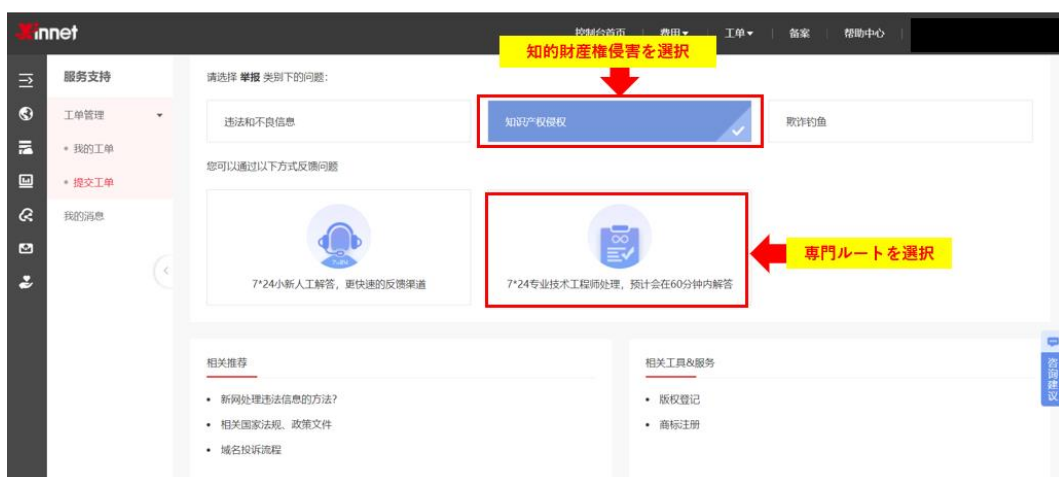 xinnet
控制台首页 费用 工单 备案 帮助中心
知的財産権侵害を選択
服务支持
请选择 举报 类别下的问题:
工单管理
违法和不良信息
知识产权侵权
欺诈钓鱼
• 我的工单
您可以通过以下方式反馈问题
• 提交工单
我的消息
7*24h
専門ルートを選択
7*24小新人工解答，更快速的反馈渠道
7*24专业技术工程师处理，预计会在60分钟内解答
相关推荐
• 新网处理违法信息的方法?
• 相关国家法规、政策文件
• 域名投诉流程
相关工具&服务
• 版权登记
• 商标注册
咨询建议